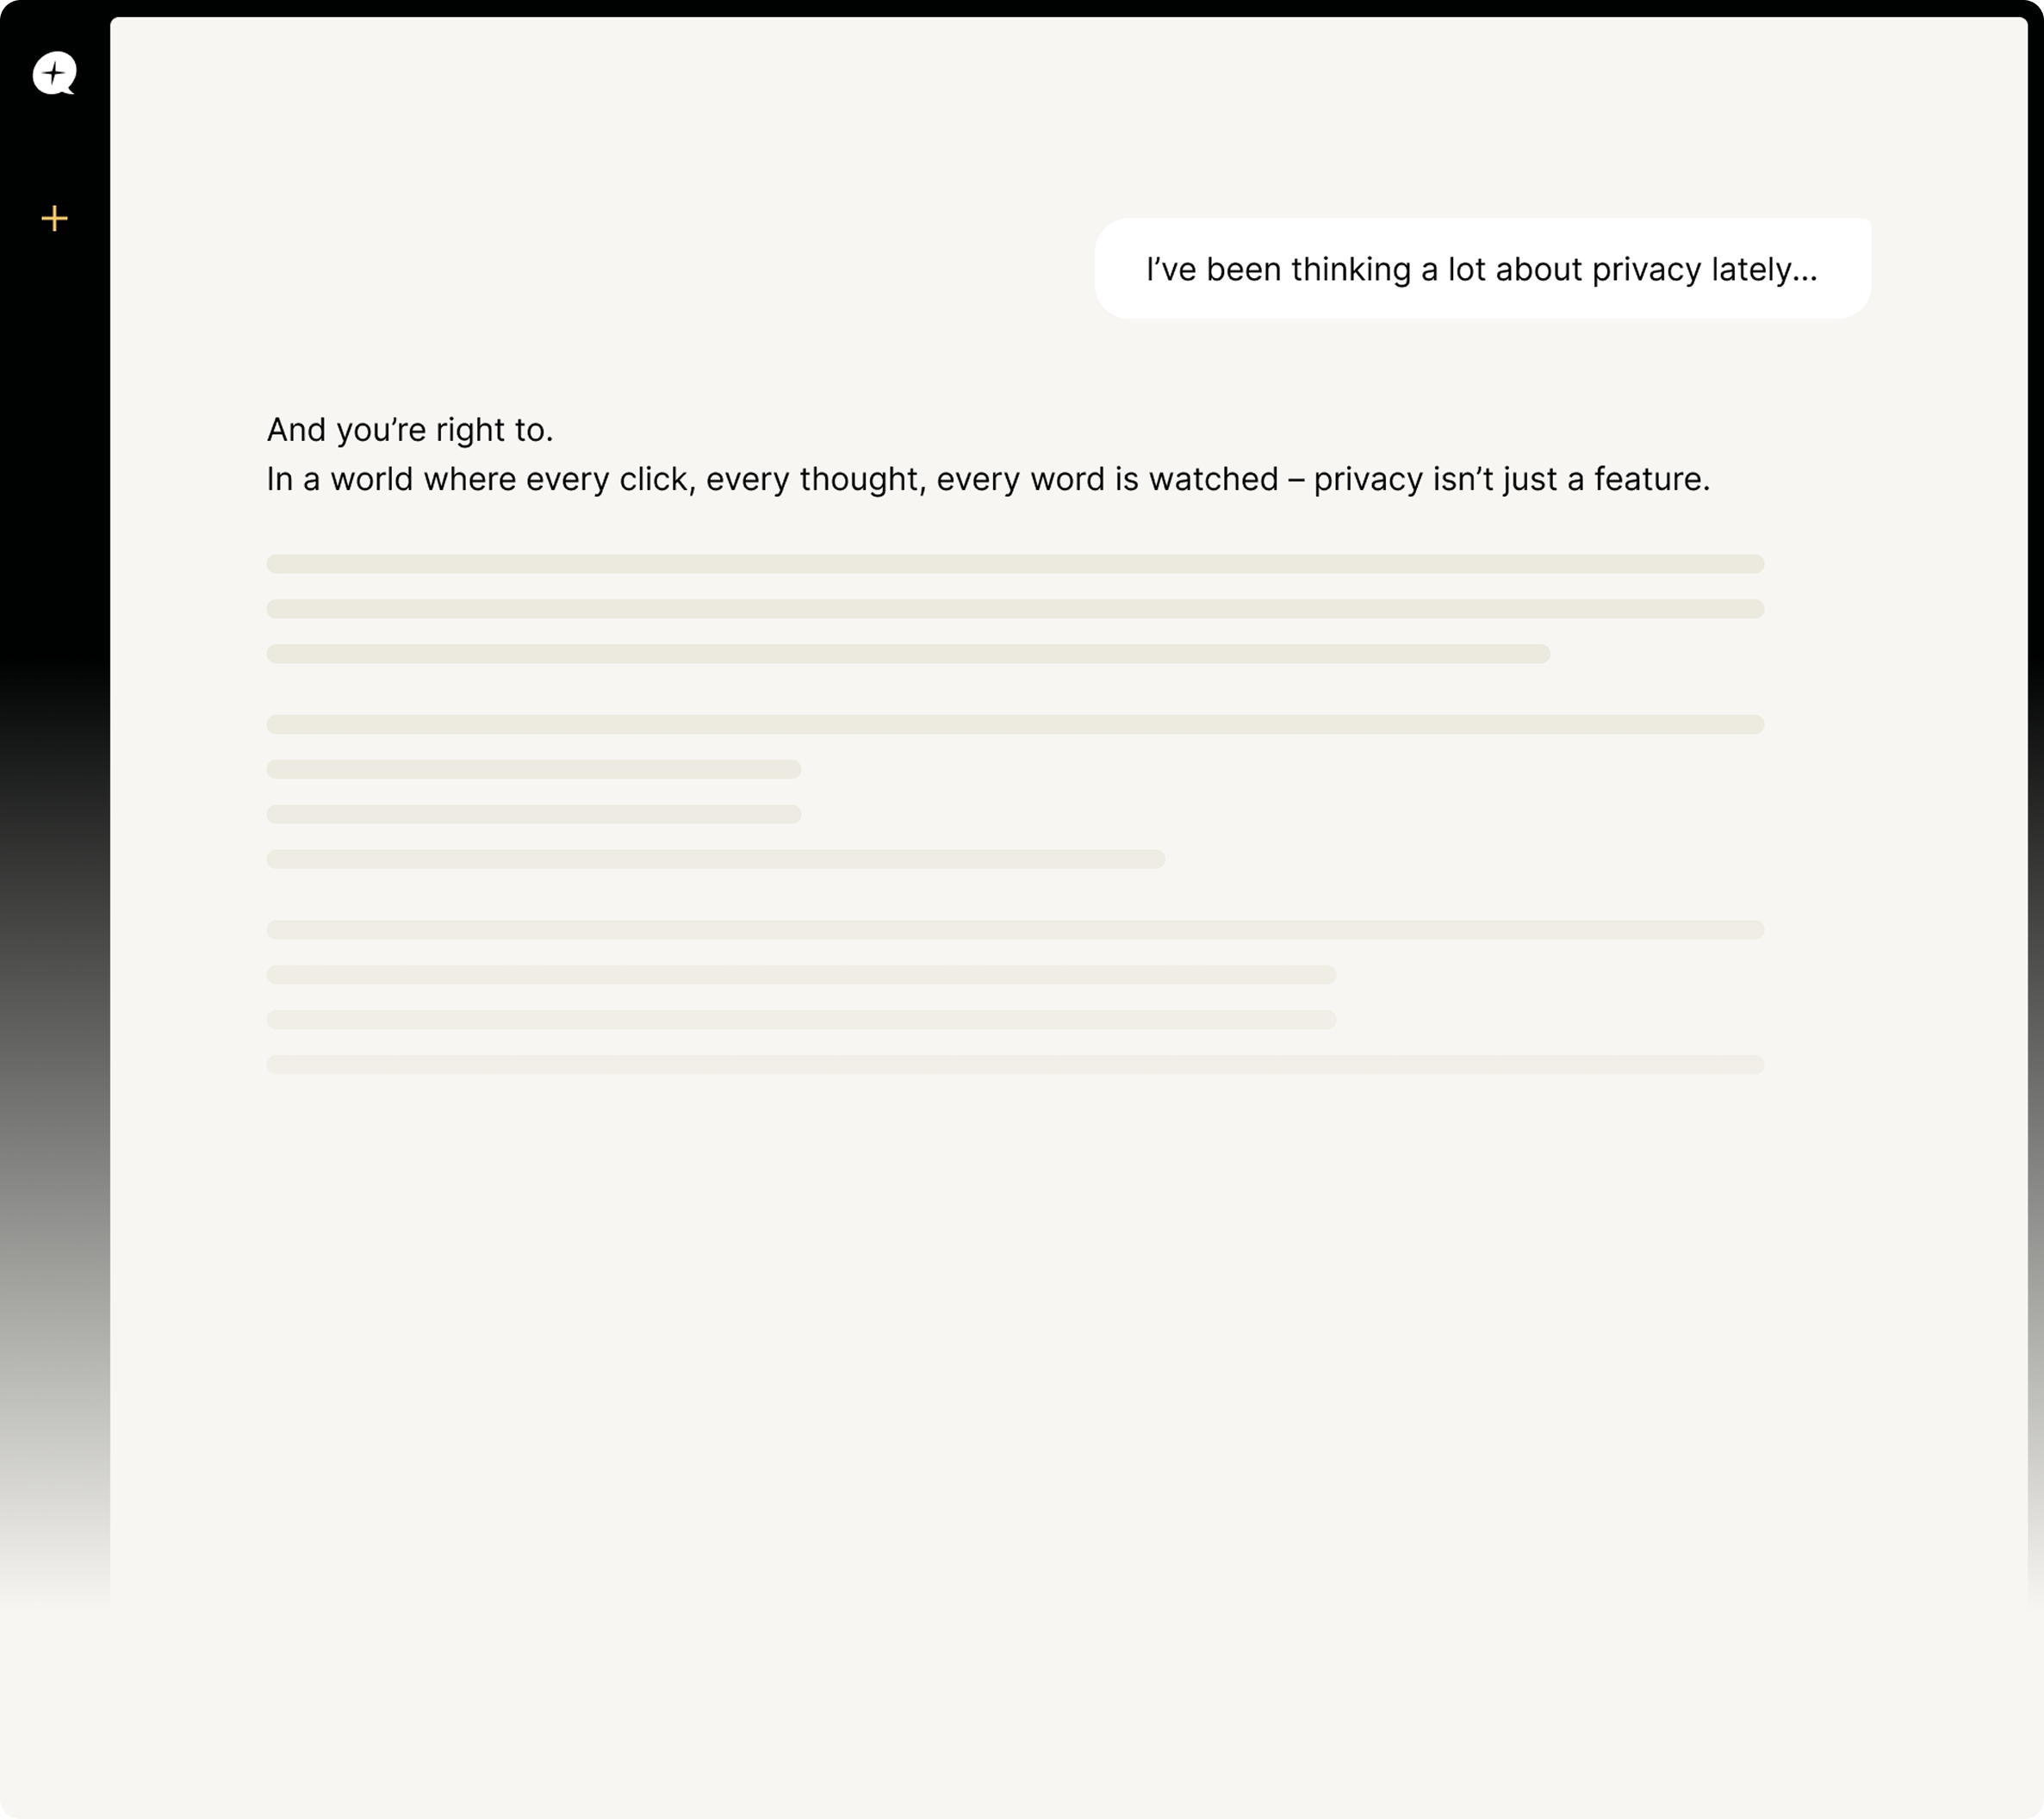 I’ve been thinking a lot about privacy lately...
And you’re right to.
In a world where every click, every thought, every word is watched – privacy isn’t just a feature.